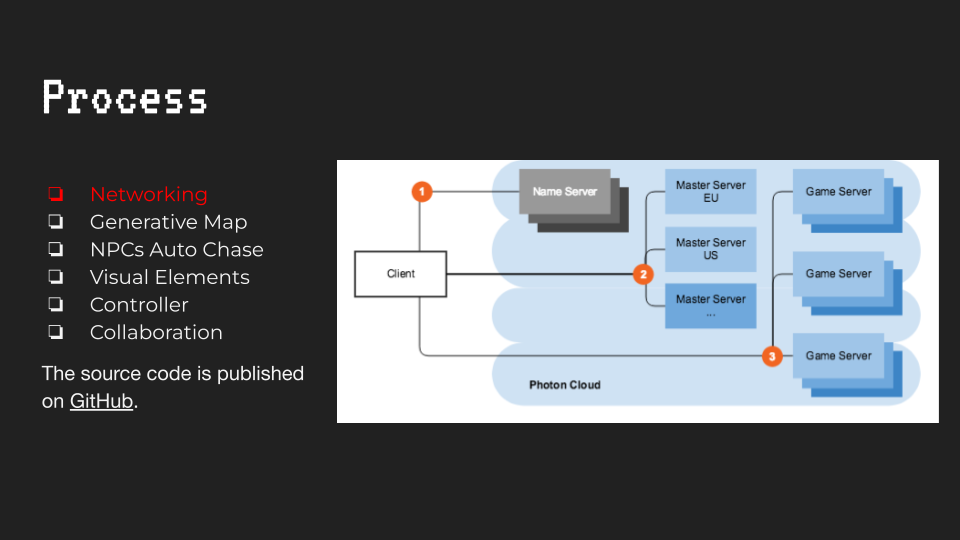 Process
❏ Networking
❏ Generative Map
❏ NPCs Auto Chase
❏ Visual Elements
❏ Controller
❏ Collaboration
The source code is published
on GitHub.
1
Name Server
Master Server
EU
Game Server
Master Server
US
Client
2
Game Server
Master Server
...
3
Game Server
Photon Cloud